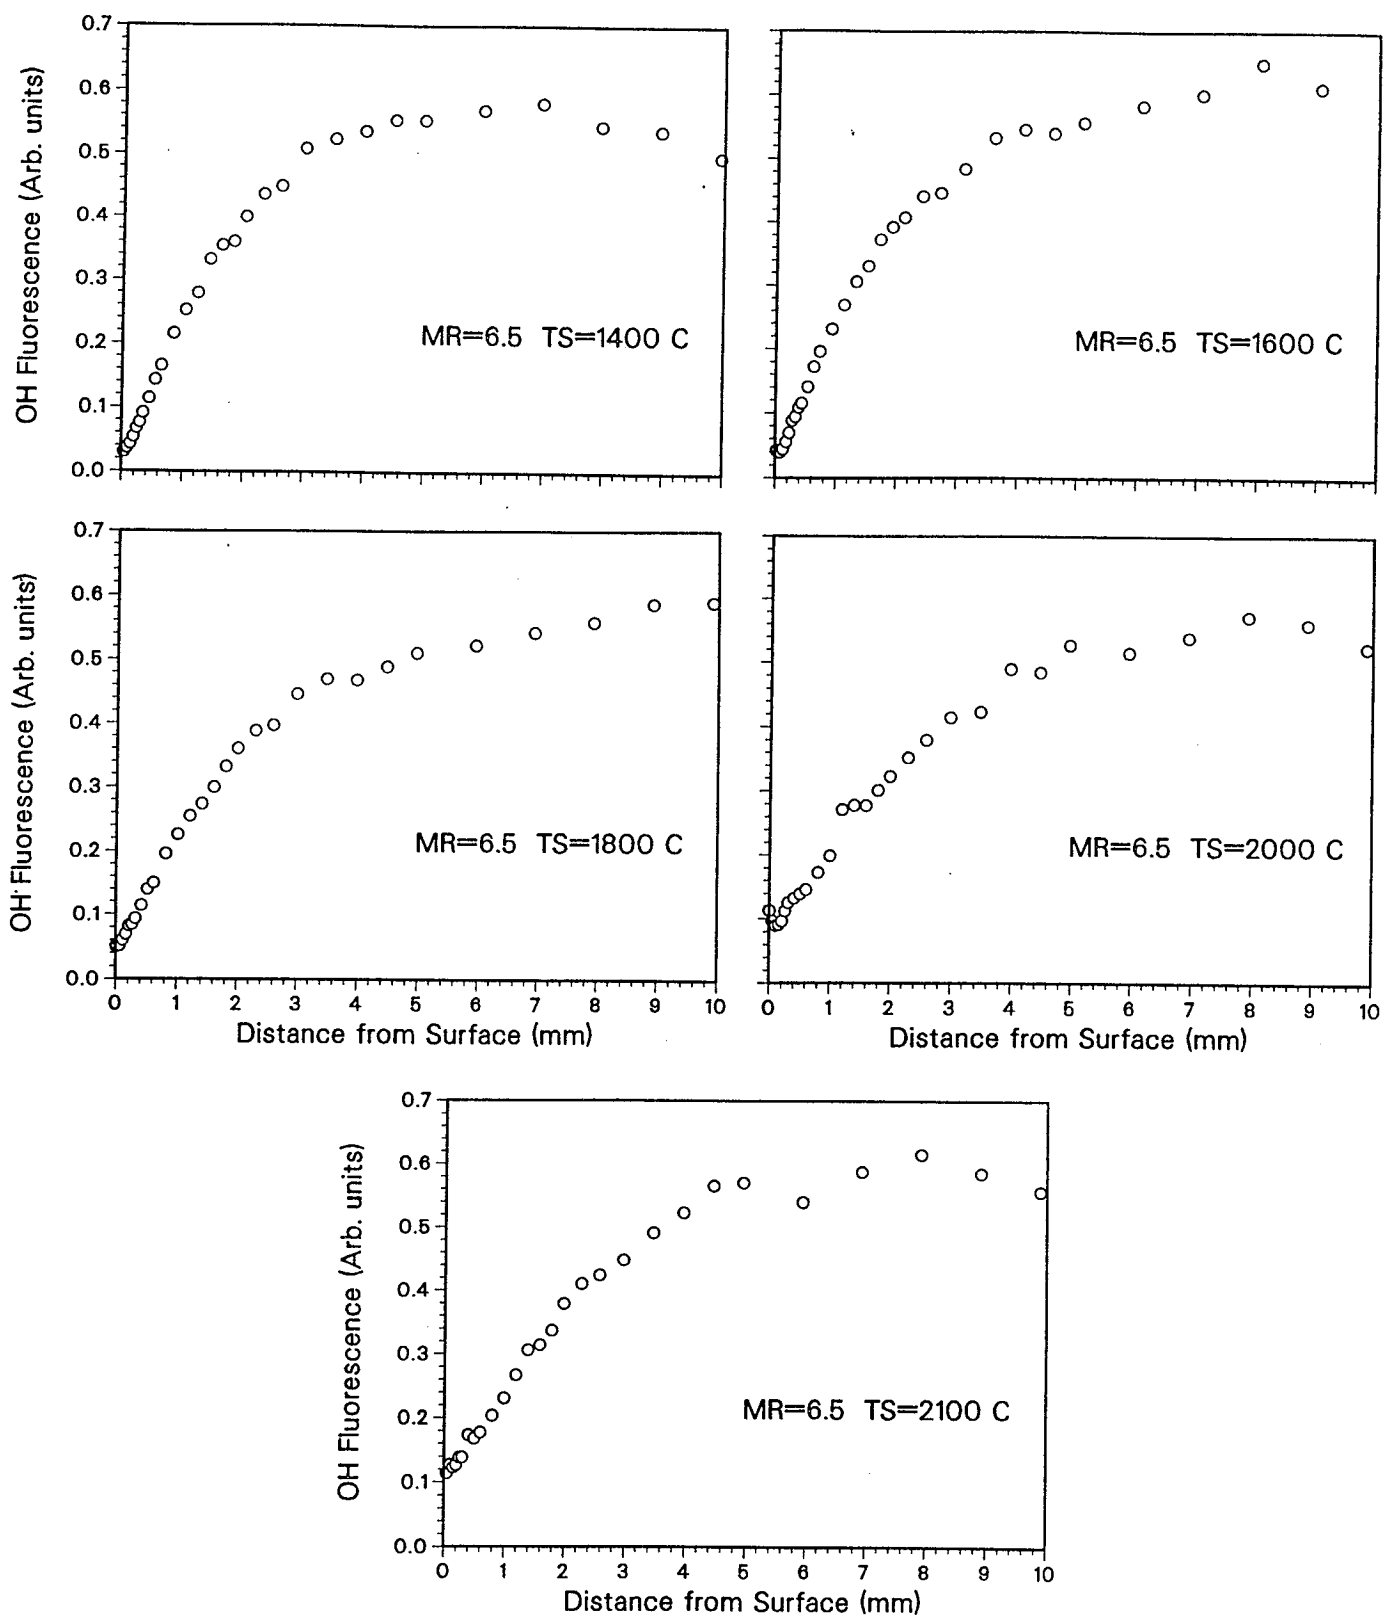 0.7
0.6
0.5
0.4
0.3
0.2
0.1
0.0
OH Fluorescence (Arb. units)
MR=6.5 TS=1400 C
MR=6.5 TS=1600 C
0.7
0.6
0.5
0.4
0.3
0.2
0.1
0.0
OH Fluorescence (Arb. units)
MR=6.5 TS=1800 C
0 1 2 3 4 5 6 7 8 9 10
Distance from Surface (mm)
MR=6.5 TS=2000 C
0 1 2 3 4 5 6 7 8 9 10
Distance from Surface (mm)
0.7
0.6
0.5
0.4
0.3
0.2
0.1
0.0
OH Fluorescence (Arb. units)
MR=6.5 TS=2100 C
0 1 2 3 4 5 6 7 8 9 10
Distance from Surface (mm)